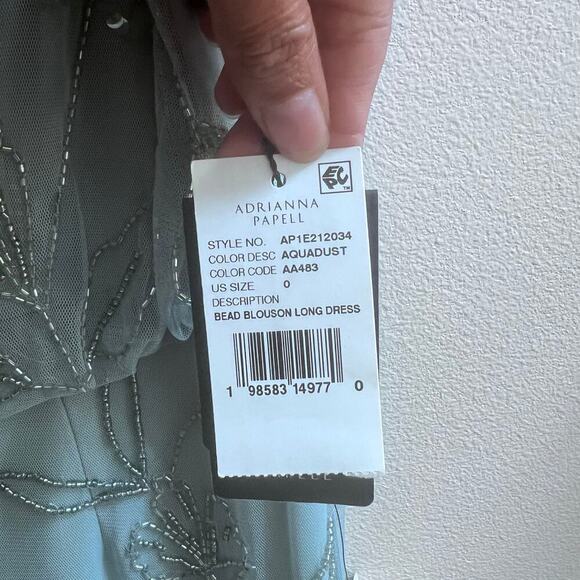 EPC™
ADRIANNA
PAPELL
STYLE NO. AP1E212034
COLOR DESC AQUADUST
COLOR CODE AA483
US SIZE 0
DESCRIPTION
BEAD BLOUSON LONG DRESS
1 98583 14977 0